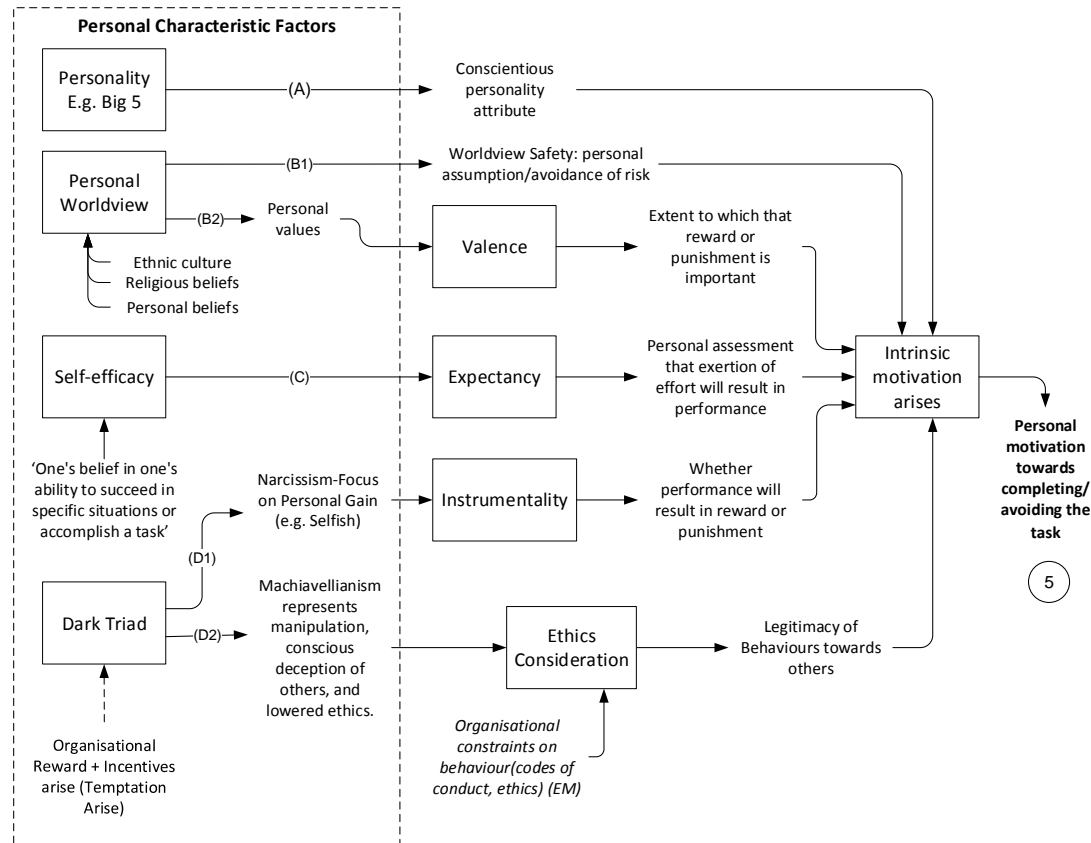 Personal Characteristic Factors
Personality
E.g. Big 5
(A)
Conscientious
personality
attribute
Personal
Worldview
(B1)
Worldview Safety: personal
assumption/avoidance of risk
(B2)
Personal
values
Valence
Extent to which that
reward or
punishment is
important
Ethnic culture
Religious beliefs
Personal beliefs
Self-efficacy
(C)
Expectancy
Personal assessment
that exertion of
effort will result in
performance
Intrinsic
motivation
arises
Personal
motivation
towards
completing/
avoiding the
task
5
‘One's belief in one's
ability to succeed in
specific situations or
accomplish a task’
(D1)
Narcissism-Focus
on Personal Gain
(e.g. Selfish)
Instrumentality
Whether
performance will
result in reward or
punishment
Dark Triad
(D2)
Machiavellianism
represents
manipulation,
conscious
deception of
others, and
lowered ethics.
Ethics
Consideration
Legitimacy of
Behaviours towards
others
Organisational
Reward + Incentives
arise (Temptation
Arise)
Organisational
constraints on
behaviour(codes of
conduct, ethics) (EM)